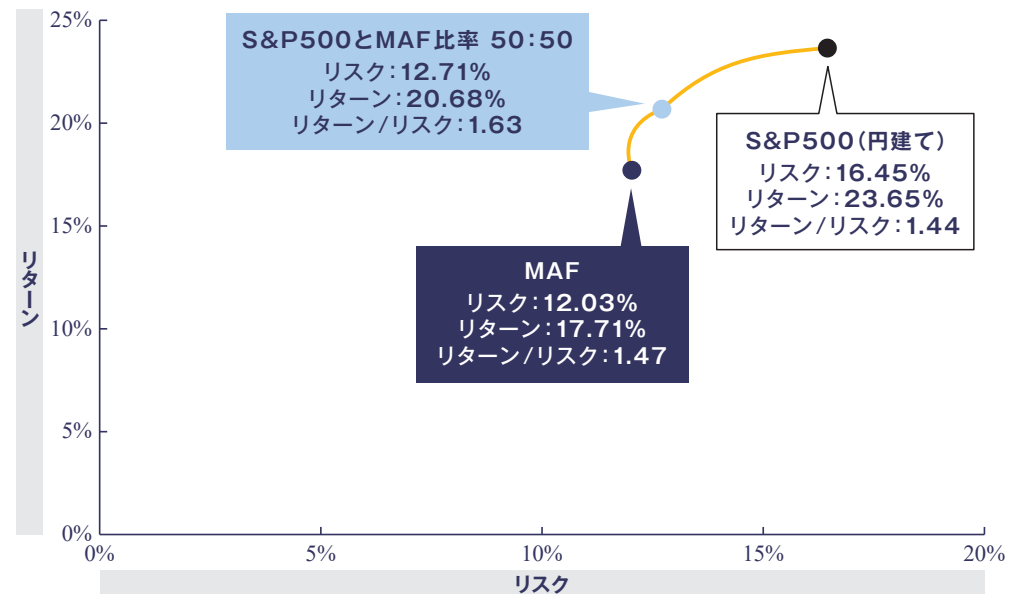 25%
20%
15%
10%
5%
0%
リターン
S&P500とMAF比率 50:50
リスク:12.71%
リターン:20.68%
リターン/リスク:1.63
S&P500(円建て)
リスク:16.45%
リターン:23.65%
リターン/リスク:1.44
MAF
リスク:12.03%
リターン:17.71%
リターン/リスク:1.47
0%
5%
10%
15%
20%
リスク